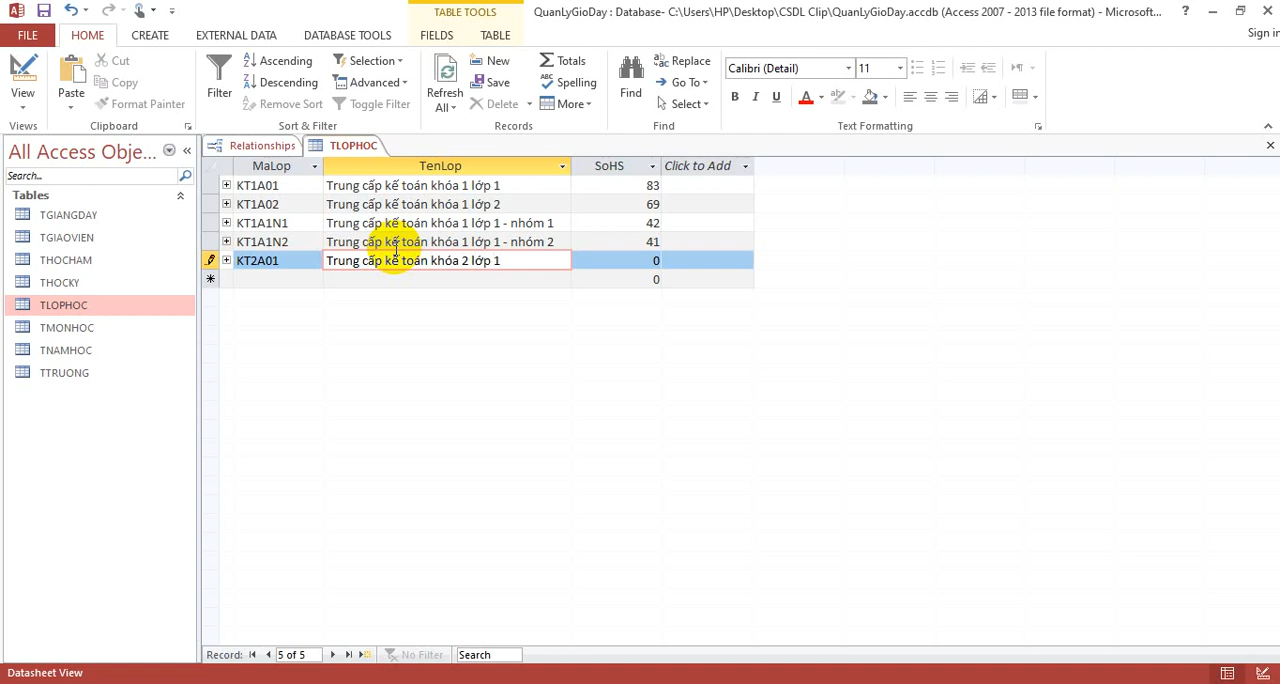 TABLE TOOLS
QuanLyGioDay : Database- C:\Users\HP\Desktop\CSDL Clip\QuanLyGioDay.accdb (Access 2007 - 2013 file format) - Microsoft...
?
FILE HOME CREATE EXTERNAL DATA DATABASE TOOLS FIELDS TABLE
Sign in
View
Views
Paste
Cut
Copy
Format Painter
Clipboard
Filter
Ascending
Descending
Remove Sort
Selection
Advanced
Toggle Filter
Sort & Filter
Refresh
All
New
Save
Delete
Totals
Spelling
More
Records
Find
Replace
Go To
Select
Find
Calibri (Detail) 11
B I U A
Text Formatting
All Access Obje...
Search...
Tables
TGIANGDAY
TGIAOVIEN
THOCHAM
THOCKY
TLOPHOC
TMONHOC
TNAMHOC
TTRUONG
Relationships TLOPHOC
MaLop TenLop SoHS Click to Add
KT1A01 Trung cấp kế toán khóa 1 lớp 1 83
KT1A02 Trung cấp kế toán khóa 1 lớp 2 69
KT1A1N1 Trung cấp kế toán khóa 1 lớp 1 - nhóm 1 42
KT1A1N2 Trung cấp kế toán khóa 1 lớp 1 - nhóm 2 41
KT2A01 Trung cấp kế toán khóa 2 lớp 1 0
0
Record: 5 of 5 No Filter Search
Datasheet View